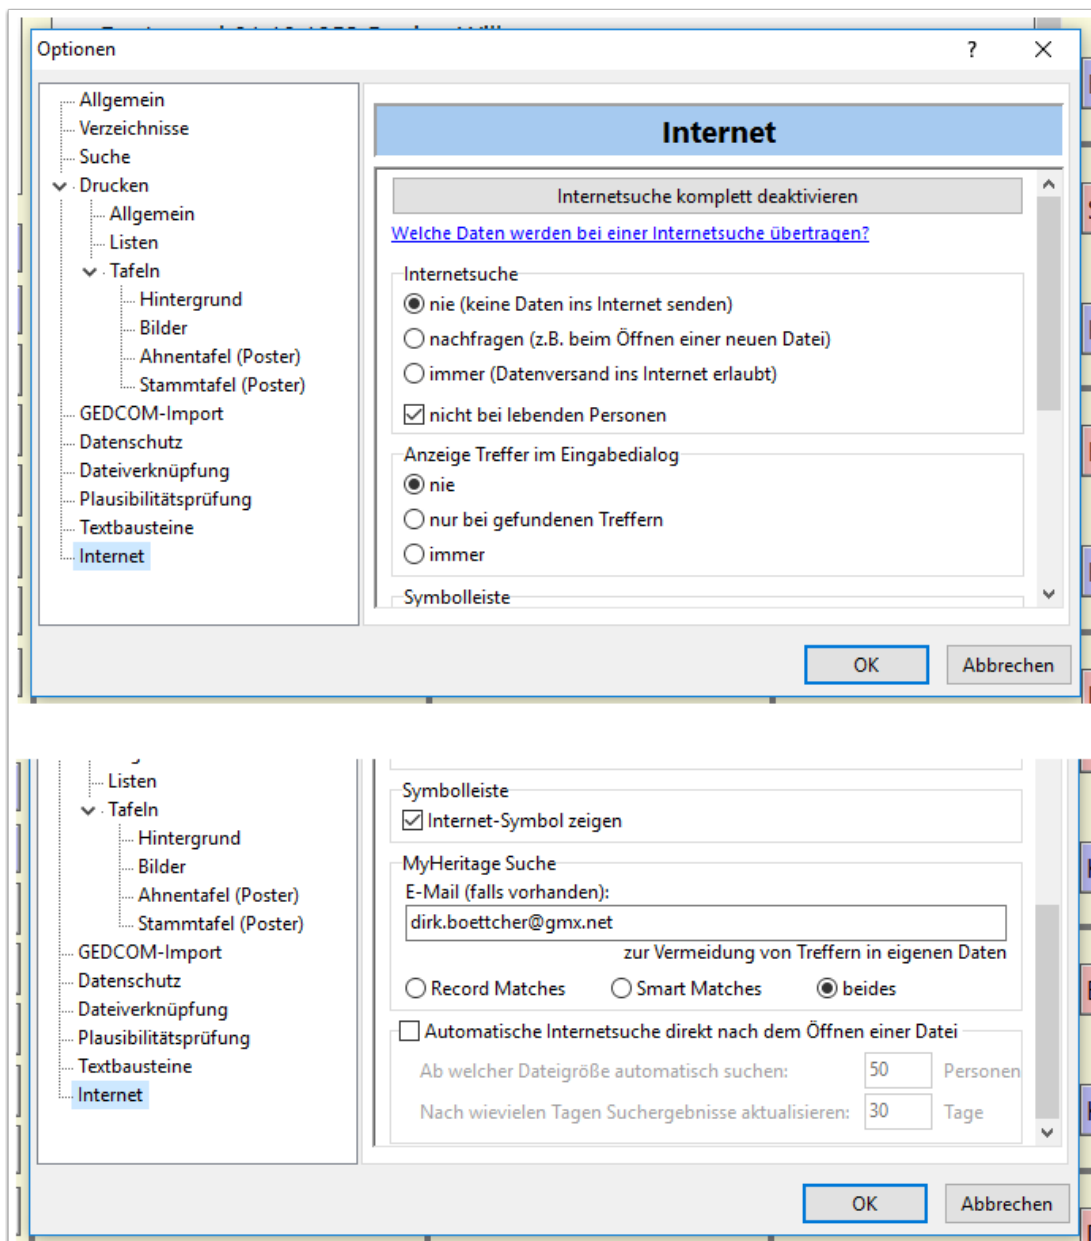 Optionen
?
Allgemein
Verzeichnisse
Suche
Drucken
Allgemein
Listen
Tafeln
Hintergrund
Bilder
Ahnentafel (Poster)
Stammtafel (Poster)
GEDCOM-Import
Datenschutz
Dateiverknüpfung
Plausibilitätsprüfung
Textbausteine
Internet
Internet
Internetsuche komplett deaktivieren
Welche Daten werden bei einer Internetsuche übertragen?
Internetsuche
nie (keine Daten ins Internet senden)
nachfragen (z.B. beim Öffnen einer neuen Datei)
immer (Datenversand ins Internet erlaubt)
nicht bei lebenden Personen
Anzeige Treffer im Eingabedialog
nie
nur bei gefundenen Treffern
immer
Symbolleiste
OK
Abbrechen
Listen
Tafeln
Hintergrund
Bilder
Ahnentafel (Poster)
Stammtafel (Poster)
GEDCOM-Import
Datenschutz
Dateiverknüpfung
Plausibilitätsprüfung
Textbausteine
Internet
Symbolleiste
Internet-Symbol zeigen
MyHeritage Suche
E-Mail (falls vorhanden):
dirk.boettcher@gmx.net
zur Vermeidung von Treffern in eigenen Daten
Record Matches Smart Matches beides
Automatische Internetsuche direkt nach dem Öffnen einer Datei
Ab welcher Dateigröße automatisch suchen: 50 Personen
Nach wievielen Tagen Suchergebnisse aktualisieren: 30 Tage
OK
Abbrechen